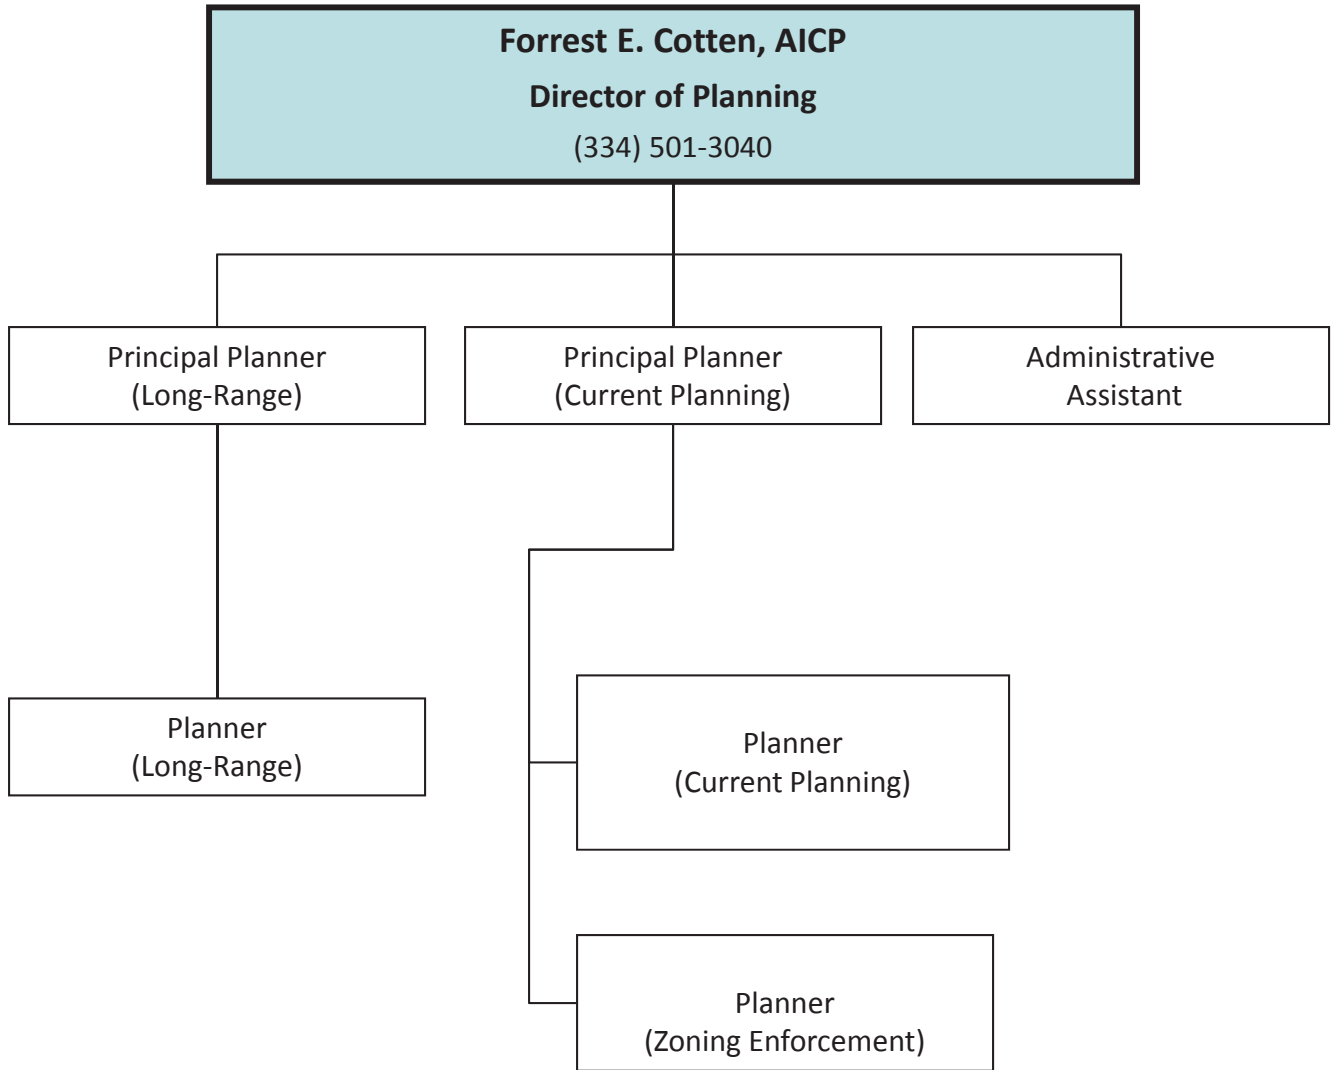 Forrest E. Cotten, AICP
Director of Planning
(334) 501-3040
Principal Planner
(Long-Range)
Principal Planner
(Current Planning)
Administrative
Assistant
Planner
(Long-Range)
Planner
(Current Planning)
Planner
(Zoning Enforcement)